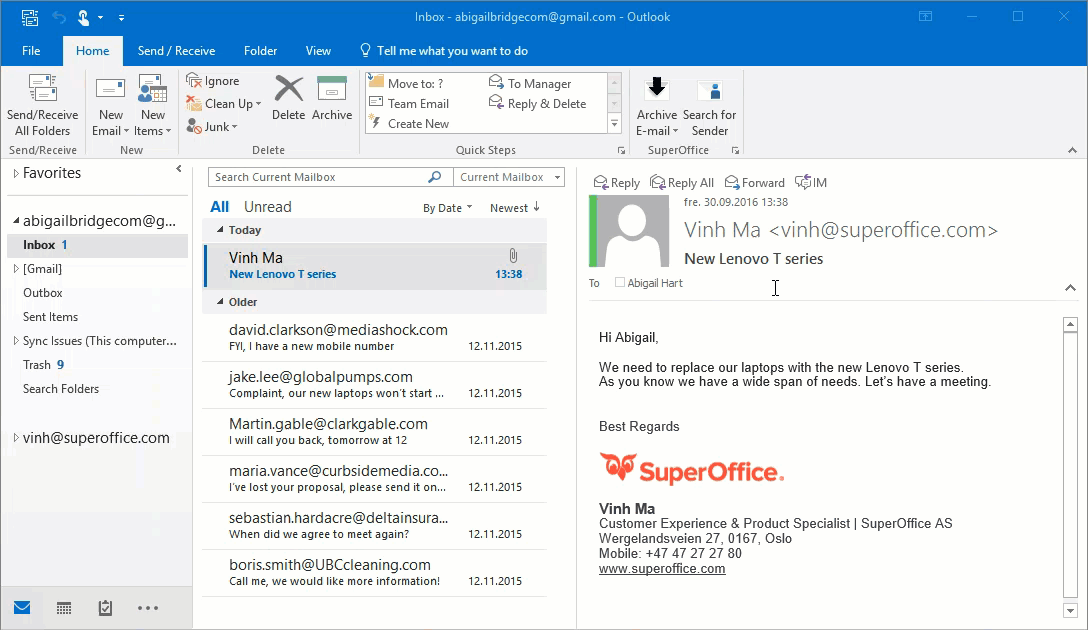 Inbox - abigailbridgecom@gmail.com - Outlook
File Home Send / Receive Folder View Tell me what you want to do
Send/Receive All Folders
New Email
New Items
Ignore
Clean Up
Junk
Delete
Archive
Move to: ?
Team Email
Create New
To Manager
Reply & Delete
Archive E-mail
Search for Sender
Send/Receive New Delete Quick Steps SuperOffice
Favorites
abigailbridgecom@g...
Inbox 1
[Gmail]
Outbox
Sent Items
Sync Issues (This computer...
Trash 9
Search Folders
vinh@superoffice.com
Search Current Mailbox
Current Mailbox
All Unread By Date Newest ↓
Today
Vinh Ma
New Lenovo T series 13:38
Older
david.clarkson@mediashock.com
FYI, I have a new mobile number 12.11.2015
jake.lee@globalpumps.com
Complaint, our new laptops won't start ... 12.11.2015
Martin.gable@clarkgable.com
I will call you back, tomorrow at 12 12.11.2015
maria.vance@curbsidemedia.co...
I've lost your proposal, please send it on... 12.11.2015
sebastian.hardacre@deltainsura...
When did we agree to meet again? 12.11.2015
boris.smith@UBCcleaning.com
Call me, we would like more information! 12.11.2015
Reply Reply All Forward IM
fre. 30.09.2016 13:38
Vinh Ma <vinh@superoffice.com>
New Lenovo T series
To Abigail Hart
Hi Abigail,
We need to replace our laptops with the new Lenovo T series.
As you know we have a wide span of needs. Let's have a meeting.
Best Regards
SuperOffice.
Vinh Ma
Customer Experience & Product Specialist | SuperOffice AS
Wergelandsveien 27, 0167, Oslo
Mobile: +47 47 27 27 80
www.superoffice.com